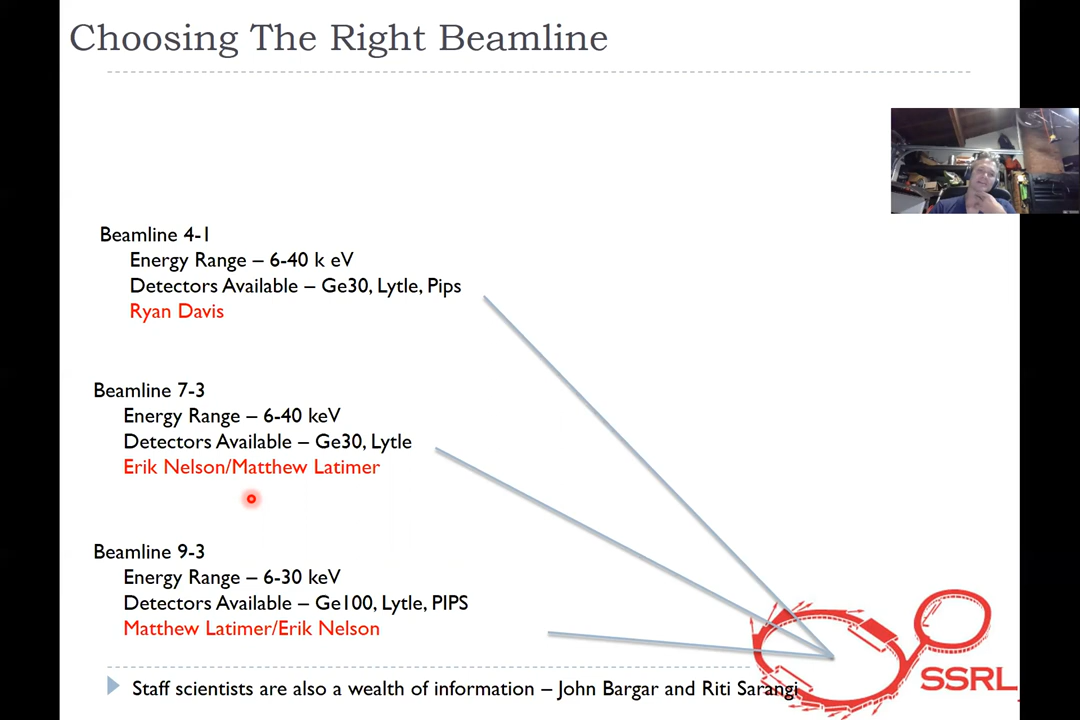 Choosing The Right Beamline
Beamline 4-1
Energy Range – 6-40 k eV
Detectors Available – Ge30, Lytle, Pips
Ryan Davis
Beamline 7-3
Energy Range – 6-40 keV
Detectors Available – Ge30, Lytle
Erik Nelson/Matthew Latimer
Beamline 9-3
Energy Range – 6-30 keV
Detectors Available – Ge100, Lytle, PIPS
Matthew Latimer/Erik Nelson
SSRL
Staff scientists are also a wealth of information – John Bargar and Riti Sarangi